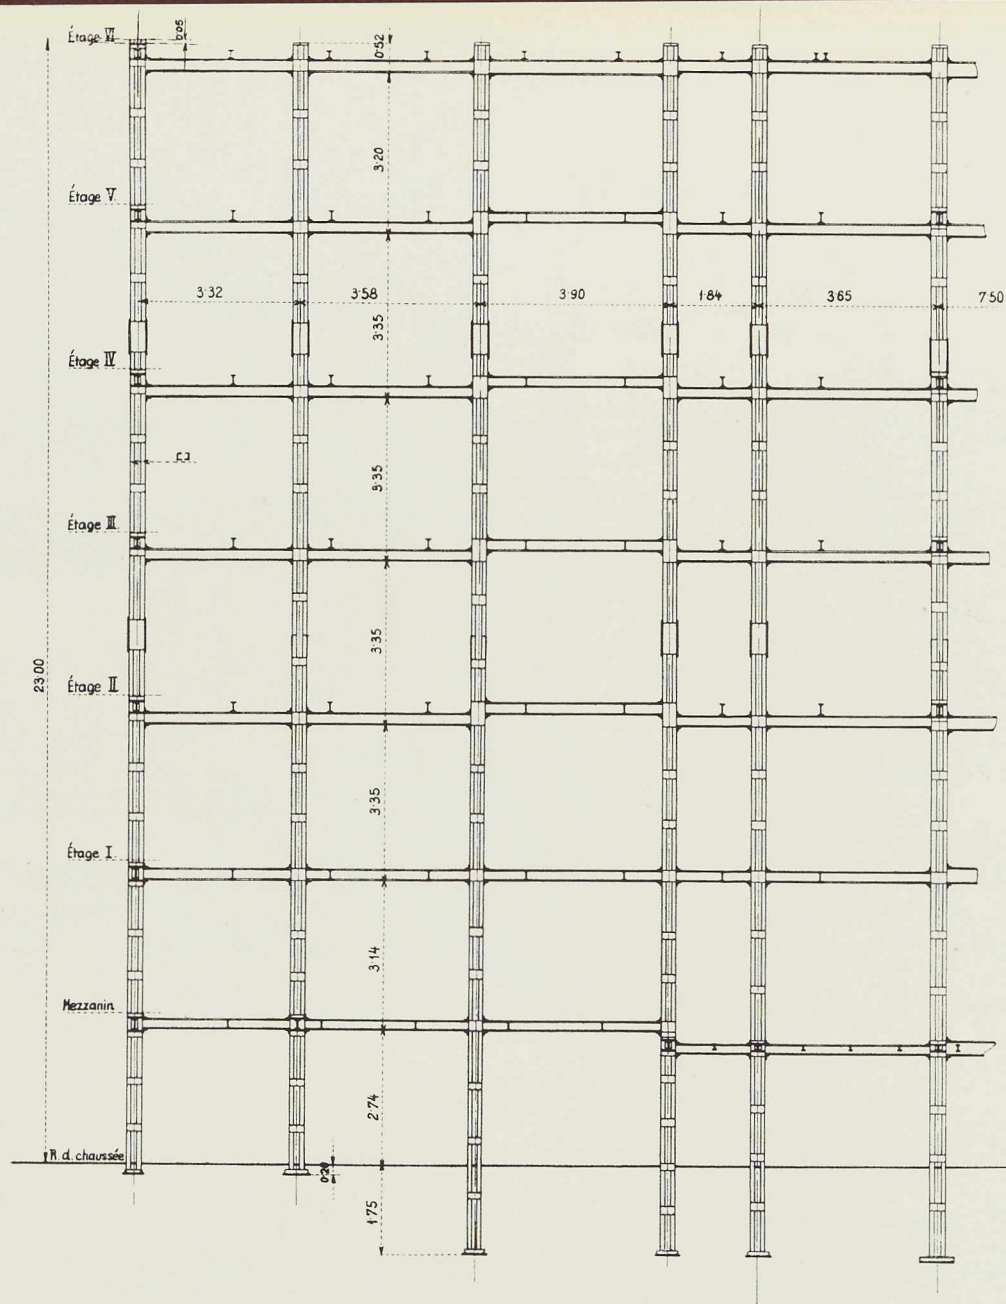 Étage VI
0·05
0·52
3·20
Étage V.
3·32
3·58
3·90
1·84
3·65
7·50
3·35
Étage IV
3·35
Étage III.
3·35
23·00
Étage II.
3·35
Étage I.
3·14
Mezzanin
2·74
R. d. chaussée
0·20
1·75